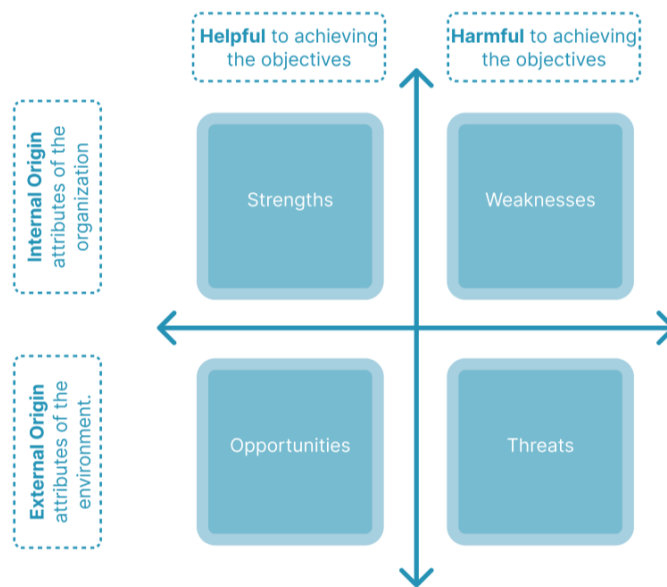 Helpful to achieving
the objectives
Harmful to achieving
the objectives
Internal Origin
attributes of the
organization
Strengths
Weaknesses
External Origin
attributes of the
environment.
Opportunities
Threats